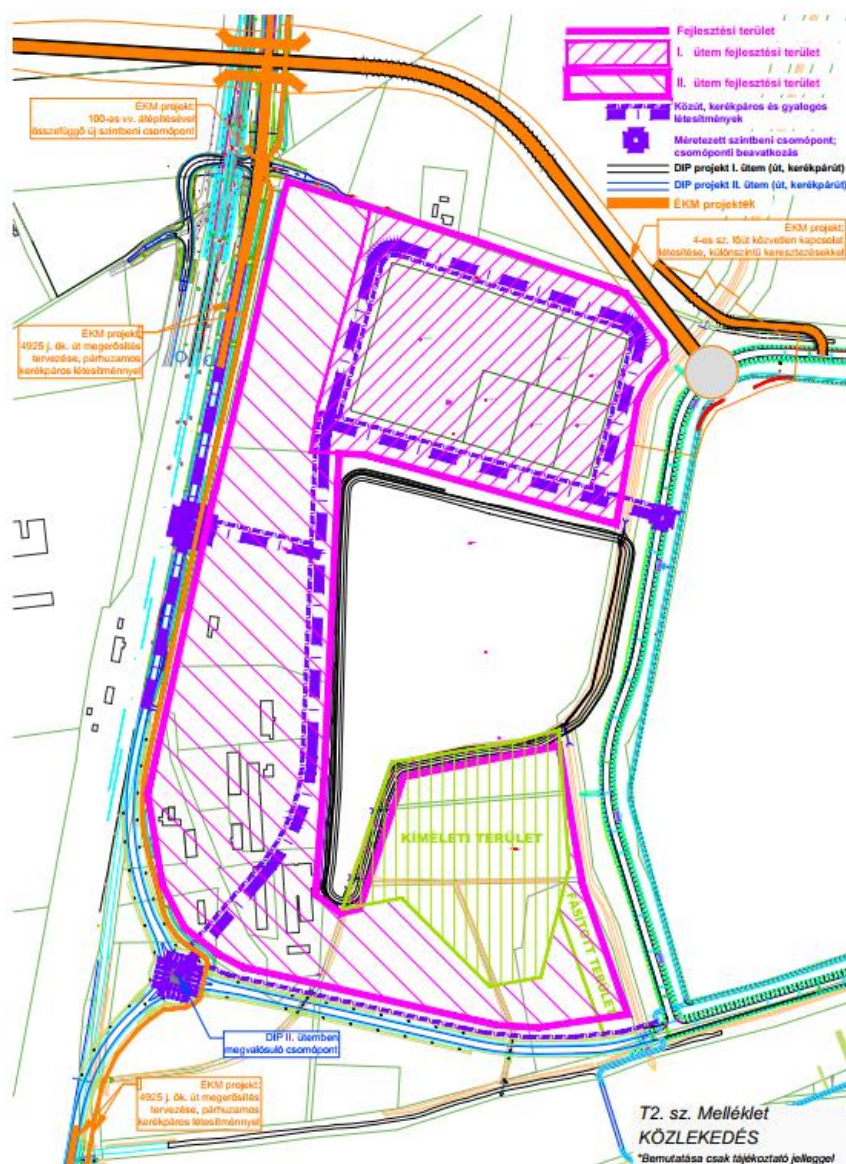 Fejlesztési terület
I. ütem fejlesztési terület
II. ütem fejlesztési terület
Közút, kerékpáros és gyalogos
létesítmények
Méretezett szintbeni csomópont;
csomóponti beavatkozás
DIP projekt I. ütem (út, kerékpárút)
DIP projekt II. ütem (út, kerékpárút)
ÉKM projektek
ÉKM projekt:
100-as vv. átépítésével
összefüggő új szintbeni csomópont
ÉKM projekt:
4-es sz. főút közvetlen kapcsolat
létesítése, különszintű keresztezésekkel
ÉKM projekt:
4925 j. ök. út megerősítés
tervezése, párhuzamos
kerékpáros létesítménnyel
KÍMÉLETI TERÜLET
FÁSÍTOTT TERÜLET
DIP II. ütemben
megvalósuló csomópont
ÉKM projekt:
4925 j. ök. út megerősítés
tervezése, párhuzamos
kerékpáros létesítménnyel
T2. sz. Melléklet
KÖZLEKEDÉS
*Bemutatása csak tájékoztató jelleggel